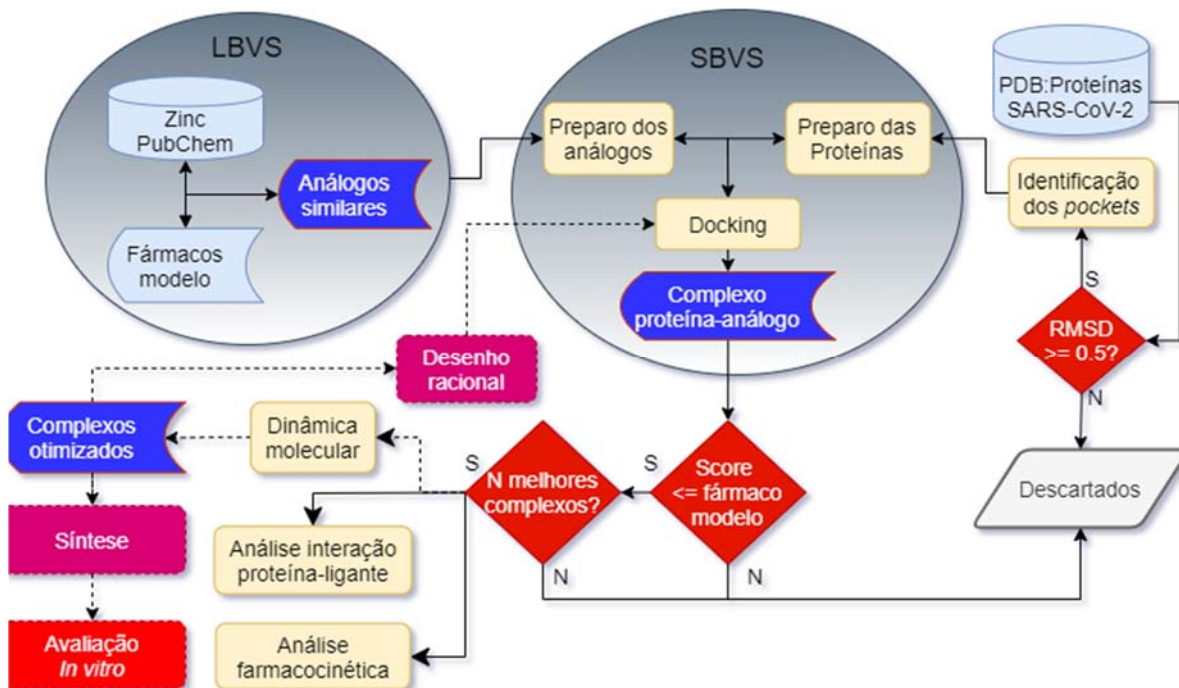 LBVS
Zinc
PubChem
Análogos
similares
Fármacos
modelo
SBVS
Preparo dos
análogos
Preparo das
Proteínas
Docking
Complexo
proteína-análogo
PDB:Proteínas
SARS-CoV-2
Identificação
dos pockets
S
RMSD
>= 0.5?
N
Descartados
Desenho
racional
Complexos
otimizados
Dinâmica
molecular
S
N melhores
complexos?
N
S
Score
<= fármaco
modelo
N
Síntese
Análise interação
proteína-ligante
Avaliação
In vitro
Análise
farmacocinética